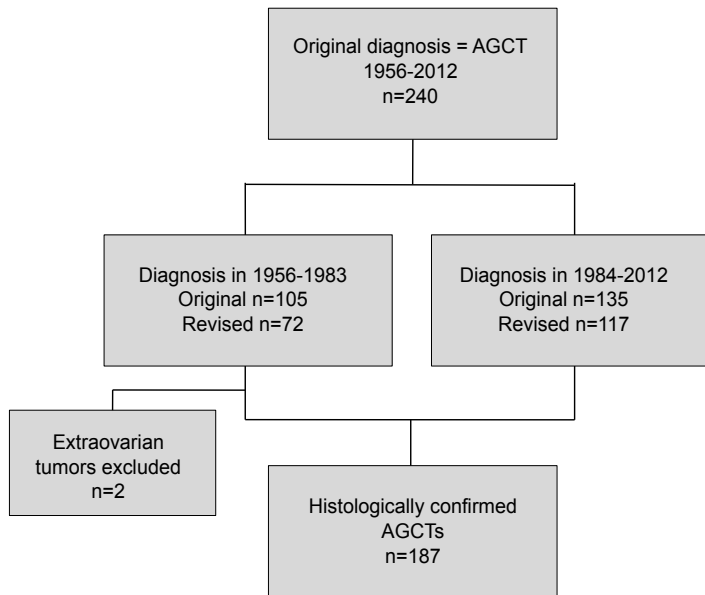 Original diagnosis = AGCT
1956-2012
n=240
Diagnosis in 1956-1983
Original n=105
Revised n=72
Diagnosis in 1984-2012
Original n=135
Revised n=117
Extraovarian
tumors excluded
n=2
Histologically confirmed
AGCTs
n=187